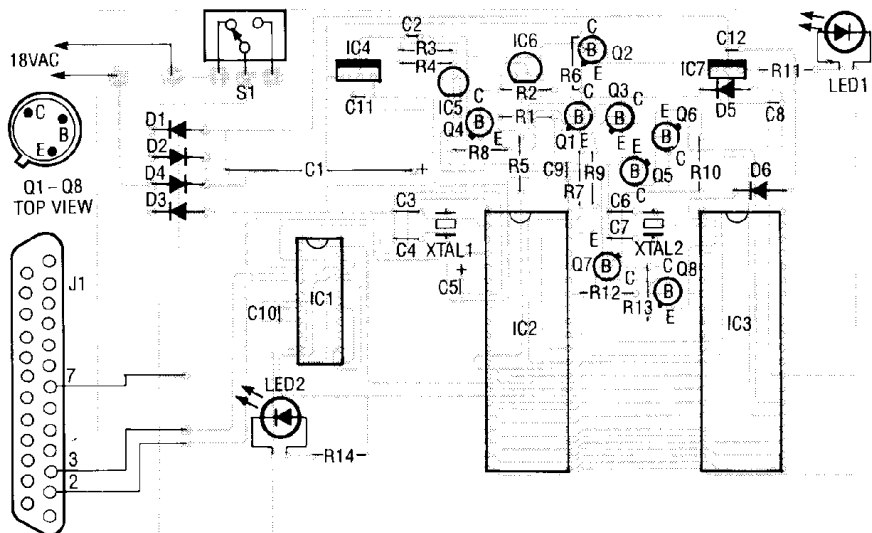 18VAC
S1
C
B
E
Q1-Q8
TOP VIEW
D1
D2
D4
D3
C1
+
IC4
C11
C2
R3
R4
IC5
C
Q4
B
E
R8
IC6
R2
R1
R5
C
B
Q2
E
R6
C
B
Q1
E
Q3
C
B
E
E
Q6
B
C
E
B
Q5
C
C9
R9
R7
R10
C12
IC7
D5
R11
C8
D6
LED1
C3
C4
XTAL1
+
C5
C6
C7
XTAL2
E
Q7
B
C
R12
R13
C
Q8
B
E
C10
IC1
IC2
IC3
J1
7
3
2
LED2
R14